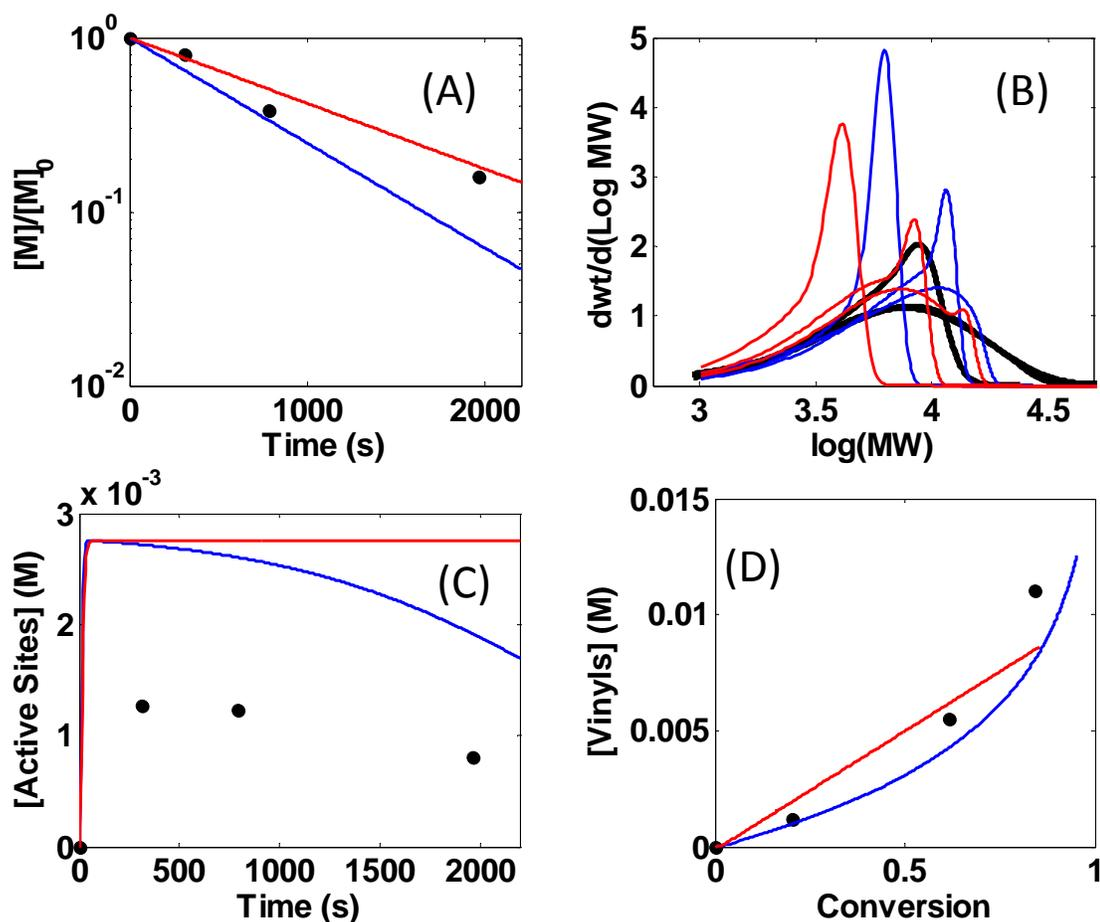 10^0
10^-1
10^-2
[M]/[M]_0
(A)
0
1000
2000
Time (s)
5
4
3
2
1
0
dwt/d(Log MW)
(B)
3
3.5
4
4.5
log(MW)
x 10^-3
3
2
1
0
[Active Sites] (M)
(C)
0
500
1000
1500
2000
Time (s)
0.015
0.01
0.005
0
[Vinyls] (M)
(D)
0
0.5
1
Conversion